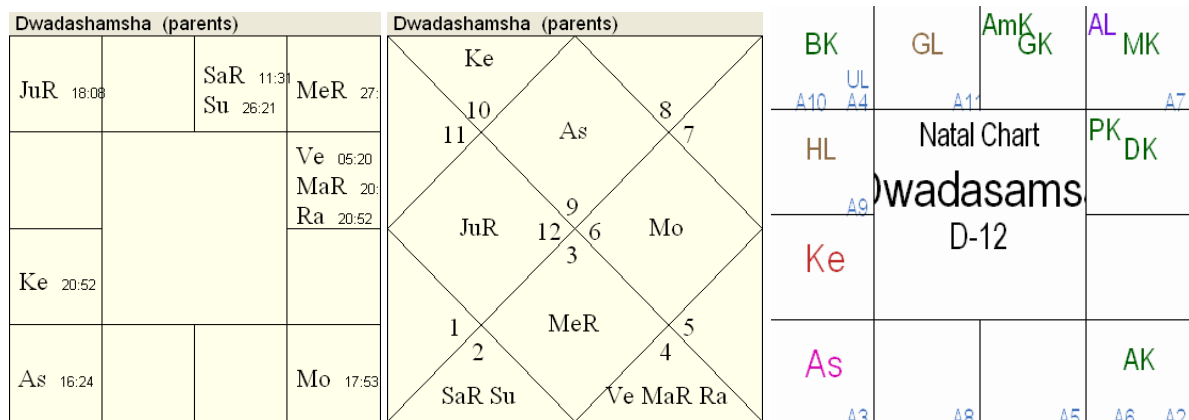 Dwadashamsha (parents)
JuR 18:08
SaR 11:31
Su 26:21
MeR 27:
Ve 05:20
MaR 20:
Ra 20:52
Ke 20:52
As 16:24
Mo 17:53
Dwadashamsha (parents)
Ke
10
8
11
As
7
9
JuR
12
6
Mo
3
1
MeR
5
2
4
SaR Su
Ve MaR Ra
BK
UL
A10 A4
GL
A11
AmK
GK
AL
MK
A7
HL
A9
Natal Chart
Dwadasamsa
D-12
PK
DK
Ke
As
A3
A8
A5
AK
A6 A2